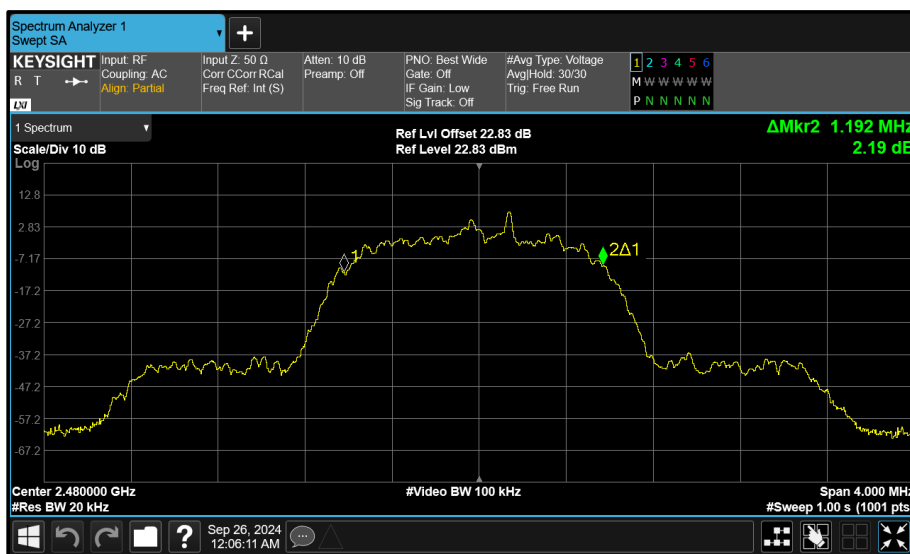 Spectrum Analyzer 1
Swept SA
KEYSIGHT
R T
LXI
Input: RF
Coupling: AC
Align: Partial
Input Z: 50 Ω
Corr CCorr RCal
Freq Ref: Int (S)
Atten: 10 dB
Preamp: Off
PNO: Best Wide
Gate: Off
IF Gain: Low
Sig Track: Off
#Avg Type: Voltage
Avg|Hold: 30/30
Trig: Free Run
1 2 3 4 5 6
M W W W W W
P N N N N N
1 Spectrum
Scale/Div 10 dB
Log
Ref Lvl Offset 22.83 dB
Ref Level 22.83 dBm
ΔMkr2 1.192 MHz
2.19 dB
12.8
2.83
-7.17
-17.2
-27.2
-37.2
-47.2
-57.2
-67.2
1
2Δ1
Center 2.480000 GHz
#Res BW 20 kHz
#Video BW 100 kHz
Span 4.000 MHz
#Sweep 1.00 s (1001 pts
?
Sep 26, 2024
12:06:11 AM